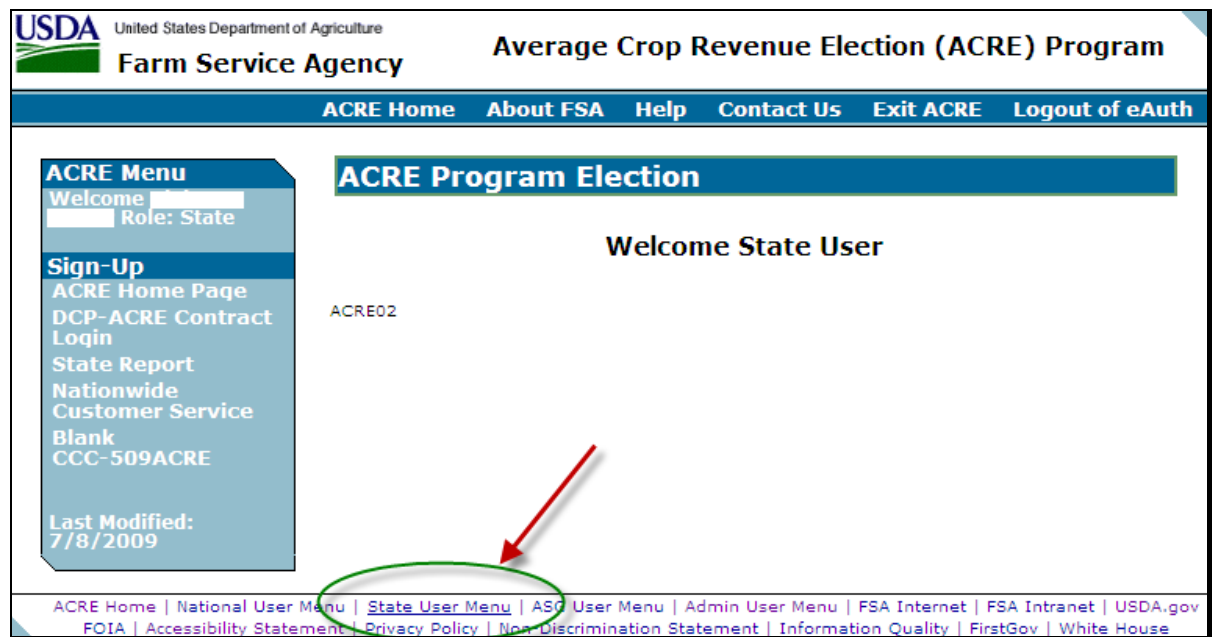 USDA United States Department of Agriculture
Farm Service Agency
Average Crop Revenue Election (ACRE) Program
ACRE Home About FSA Help Contact Us Exit ACRE Logout of eAuth
ACRE Menu
Welcome
Role: State
Sign-Up
ACRE Home Page
DCP-ACRE Contract
Login
State Report
Nationwide
Customer Service
Blank
CCC-509ACRE
Last Modified:
7/8/2009
ACRE Program Election
Welcome State User
ACRE02
ACRE Home | National User Menu | State User Menu | ASC User Menu | Admin User Menu | FSA Internet | FSA Intranet | USDA.gov
FOIA | Accessibility Statement | Privacy Policy | Non-Discrimination Statement | Information Quality | FirstGov | White House